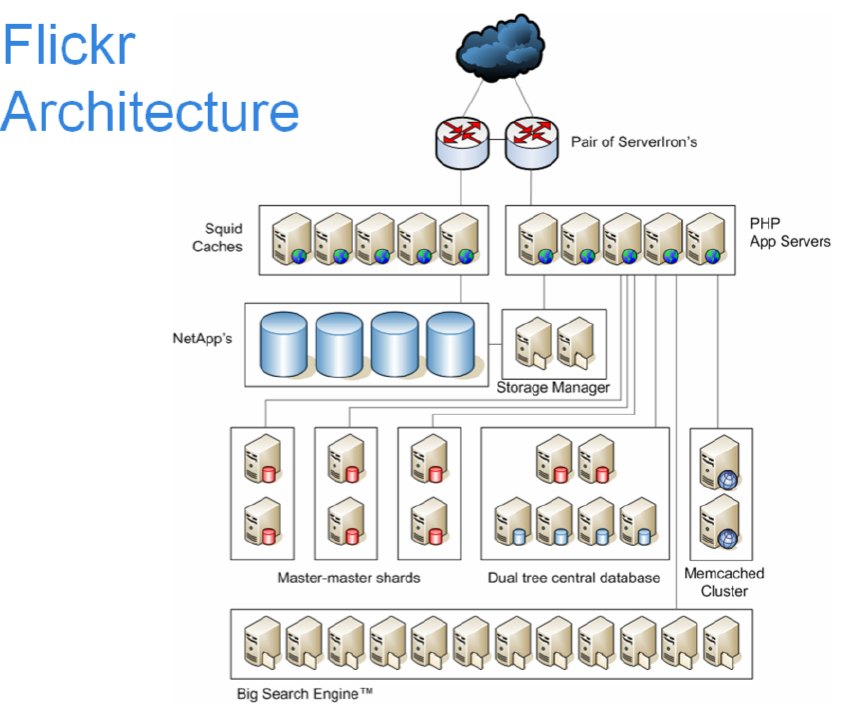 Flickr
Architecture
Pair of ServerIron's
Squid
Caches
PHP
App Servers
NetApp's
Storage Manager
Master-master shards
Dual tree central database
Memcached
Cluster
Big Search Engine™